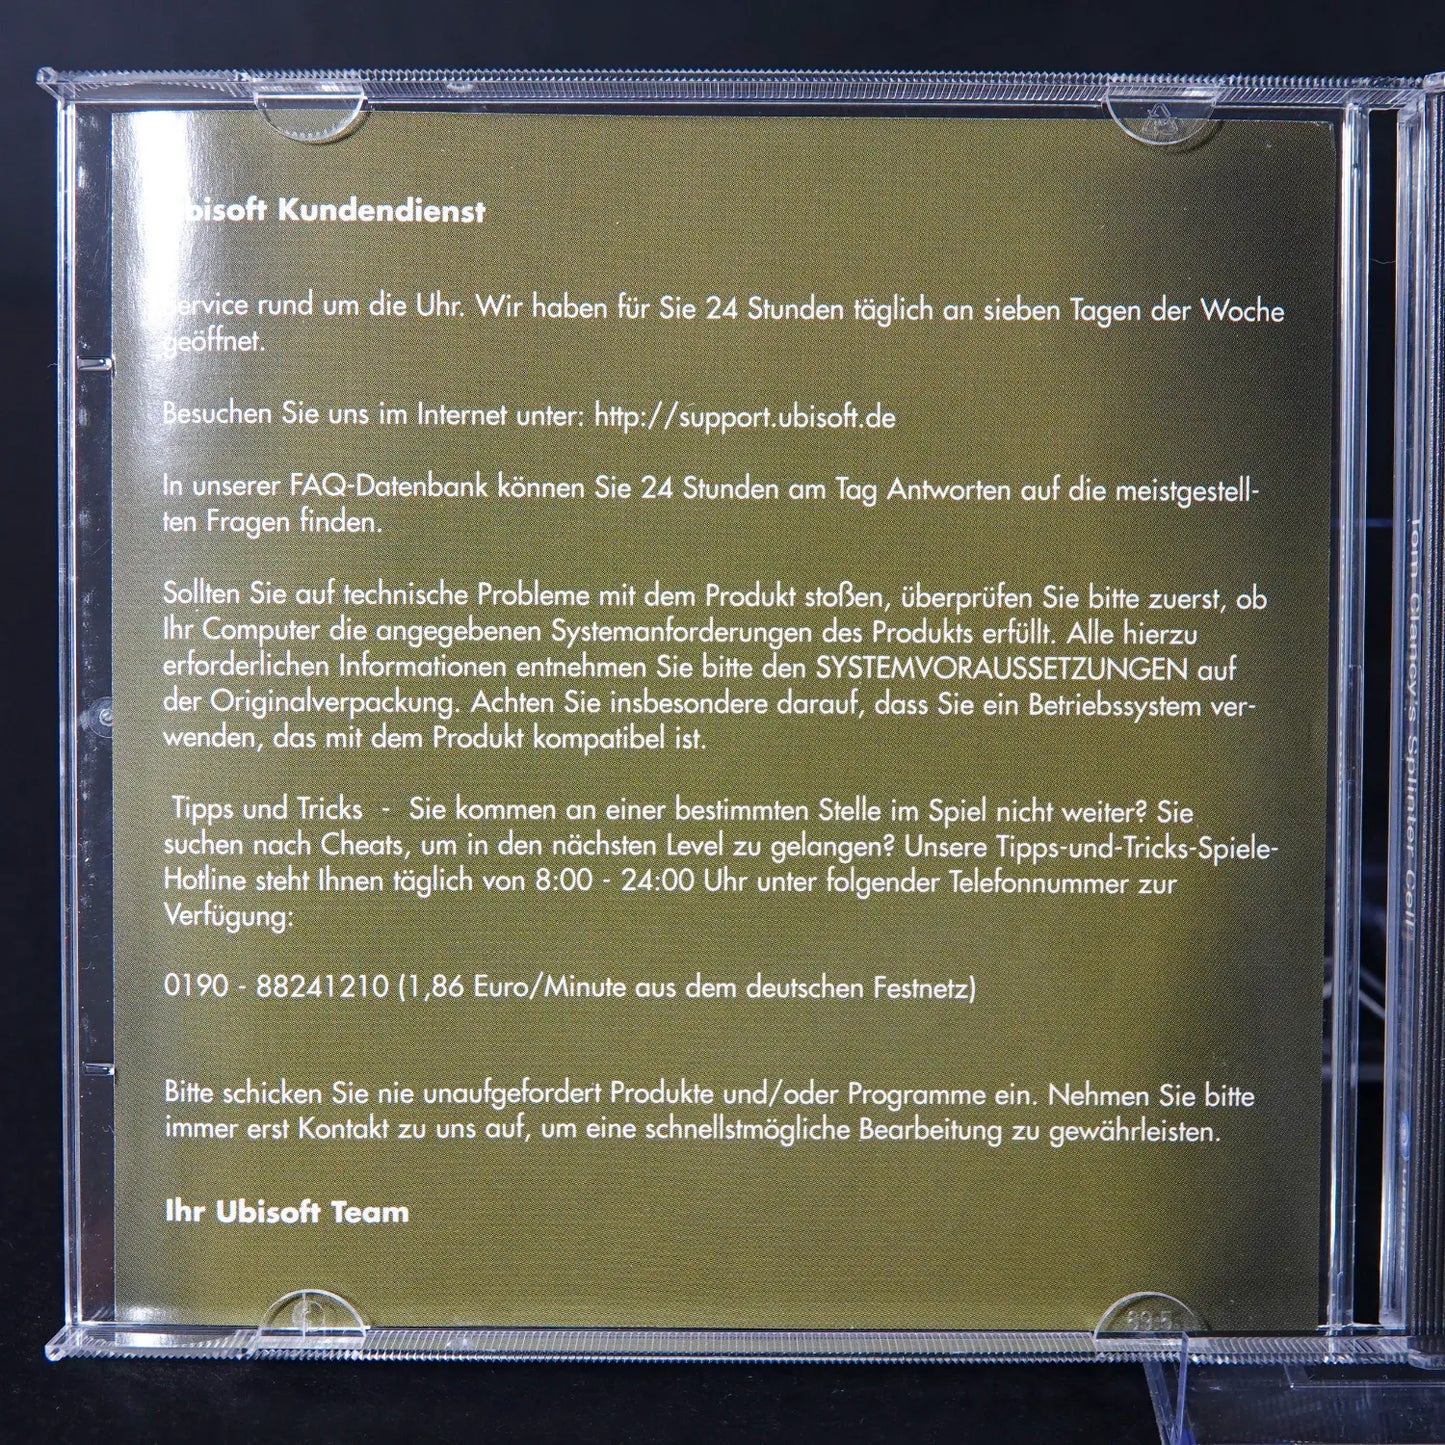 Ubisoft Kundendienst
Service rund um die Uhr. Wir haben für Sie 24 Stunden täglich an sieben Tagen der Woche
geöffnet.
Besuchen Sie uns im Internet unter: http://support.ubisoft.de
In unserer FAQ-Datenbank können Sie 24 Stunden am Tag Antworten auf die meistgestell-
ten Fragen finden.
Sollten Sie auf technische Probleme mit dem Produkt stoßen, überprüfen Sie bitte zuerst, ob
Ihr Computer die angegebenen Systemanforderungen des Produkts erfüllt. Alle hierzu
erforderlichen Informationen entnehmen Sie bitte den SYSTEMVORAUSSETZUNGEN auf
der Originalverpackung. Achten Sie insbesondere darauf, dass Sie ein Betriebssystem ver-
wenden, das mit dem Produkt kompatibel ist.
Tipps und Tricks - Sie kommen an einer bestimmten Stelle im Spiel nicht weiter? Sie
suchen nach Cheats, um in den nächsten Level zu gelangen? Unsere Tipps-und-Tricks-Spiele-
Hotline steht Ihnen täglich von 8:00 - 24:00 Uhr unter folgender Telefonnummer zur
Verfügung:
0190 - 88241210 (1,86 Euro/Minute aus dem deutschen Festnetz)
Bitte schicken Sie nie unaufgefordert Produkte und/oder Programme ein. Nehmen Sie bitte
immer erst Kontakt zu uns auf, um eine schnellstmögliche Bearbeitung zu gewährleisten.
Ihr Ubisoft Team
Tom Clancy's Splinter Cell